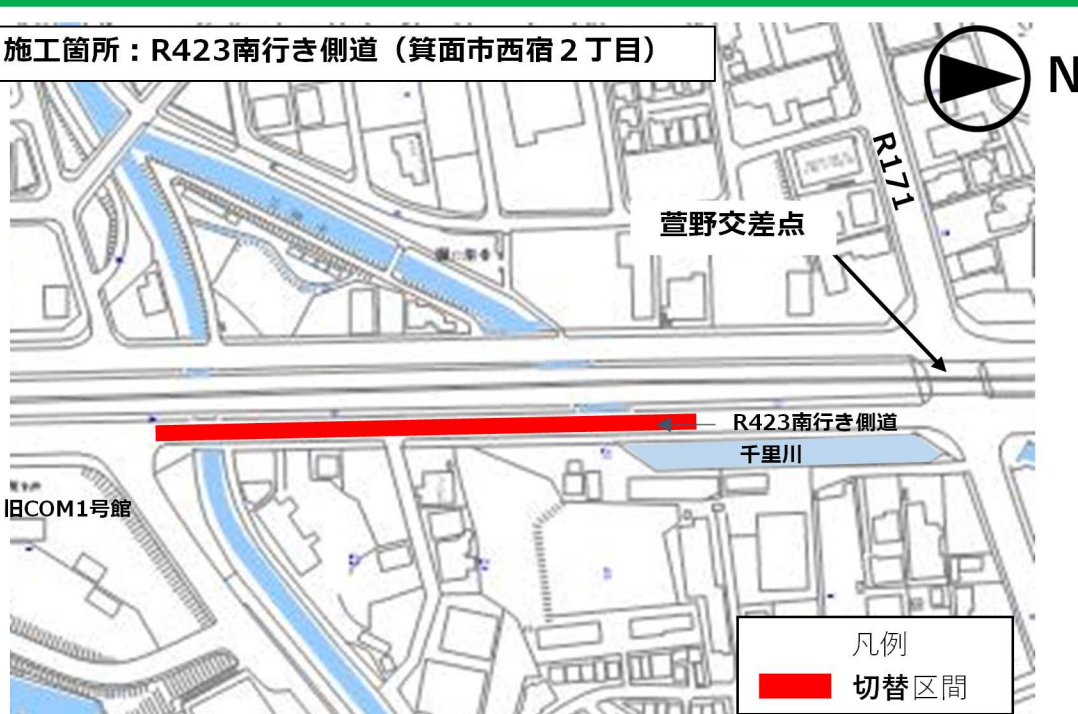 施工箇所：R423南行き側道（箕面市西宿２丁目）
N
R171
萱野交差点
R423南行き側道
千里川
旧COM1号館
凡例
切替区間